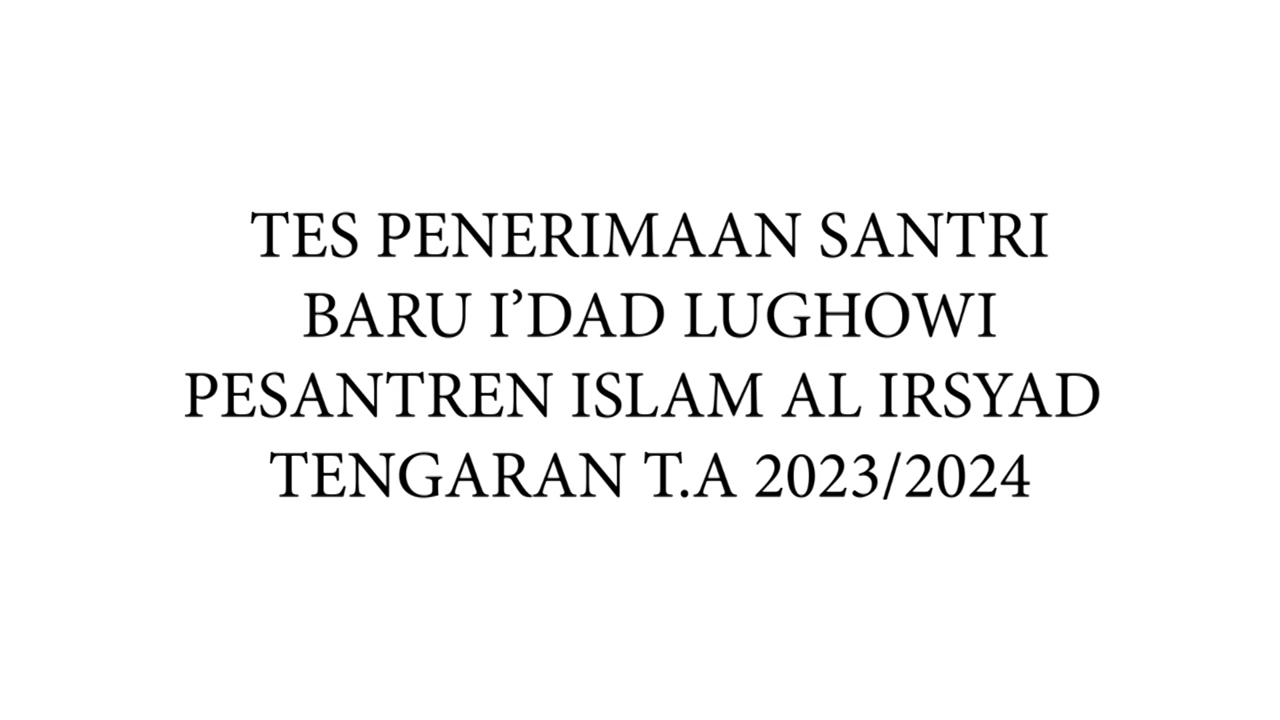 TES PENERIMAAN SANTRI
BARU I’DAD LUGHOWI
PESANTREN ISLAM AL IRSYAD
TENGARAN T.A 2023/2024